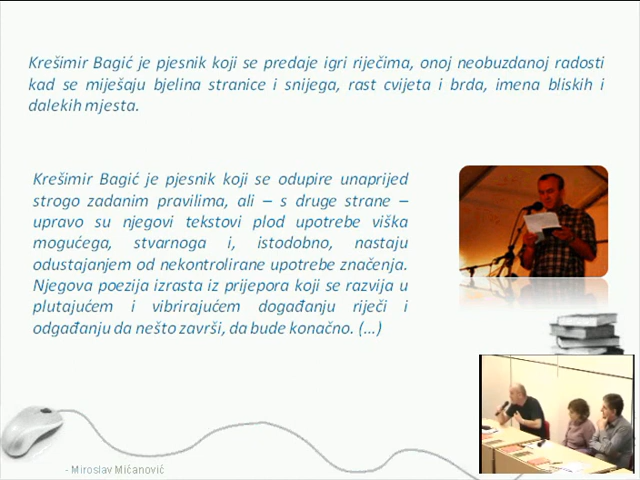 Krešimir Bagić je pjesnik koji se predaje igri riječima, onoj neobuzdanoj radosti
kad se miješaju bjelina stranice i snijega, rast cvijeta i brda, imena bliskih i
dalekih mjesta.
Krešimir Bagić je pjesnik koji se odupire unaprijed
strogo zadanim pravilima, ali – s druge strane –
upravo su njegovi tekstovi plod upotrebe viška
mogućega, stvarnoga i, istodobno, nastaju
odustajanjem od nekontrolirane upotrebe značenja.
Njegova poezija izrasta iz prijepora koji se razvija u
plutajućem i vibrirajućem događanju riječi i
odgađanju da nešto završi, da bude konačno. (...)
- Miroslav Mićanović